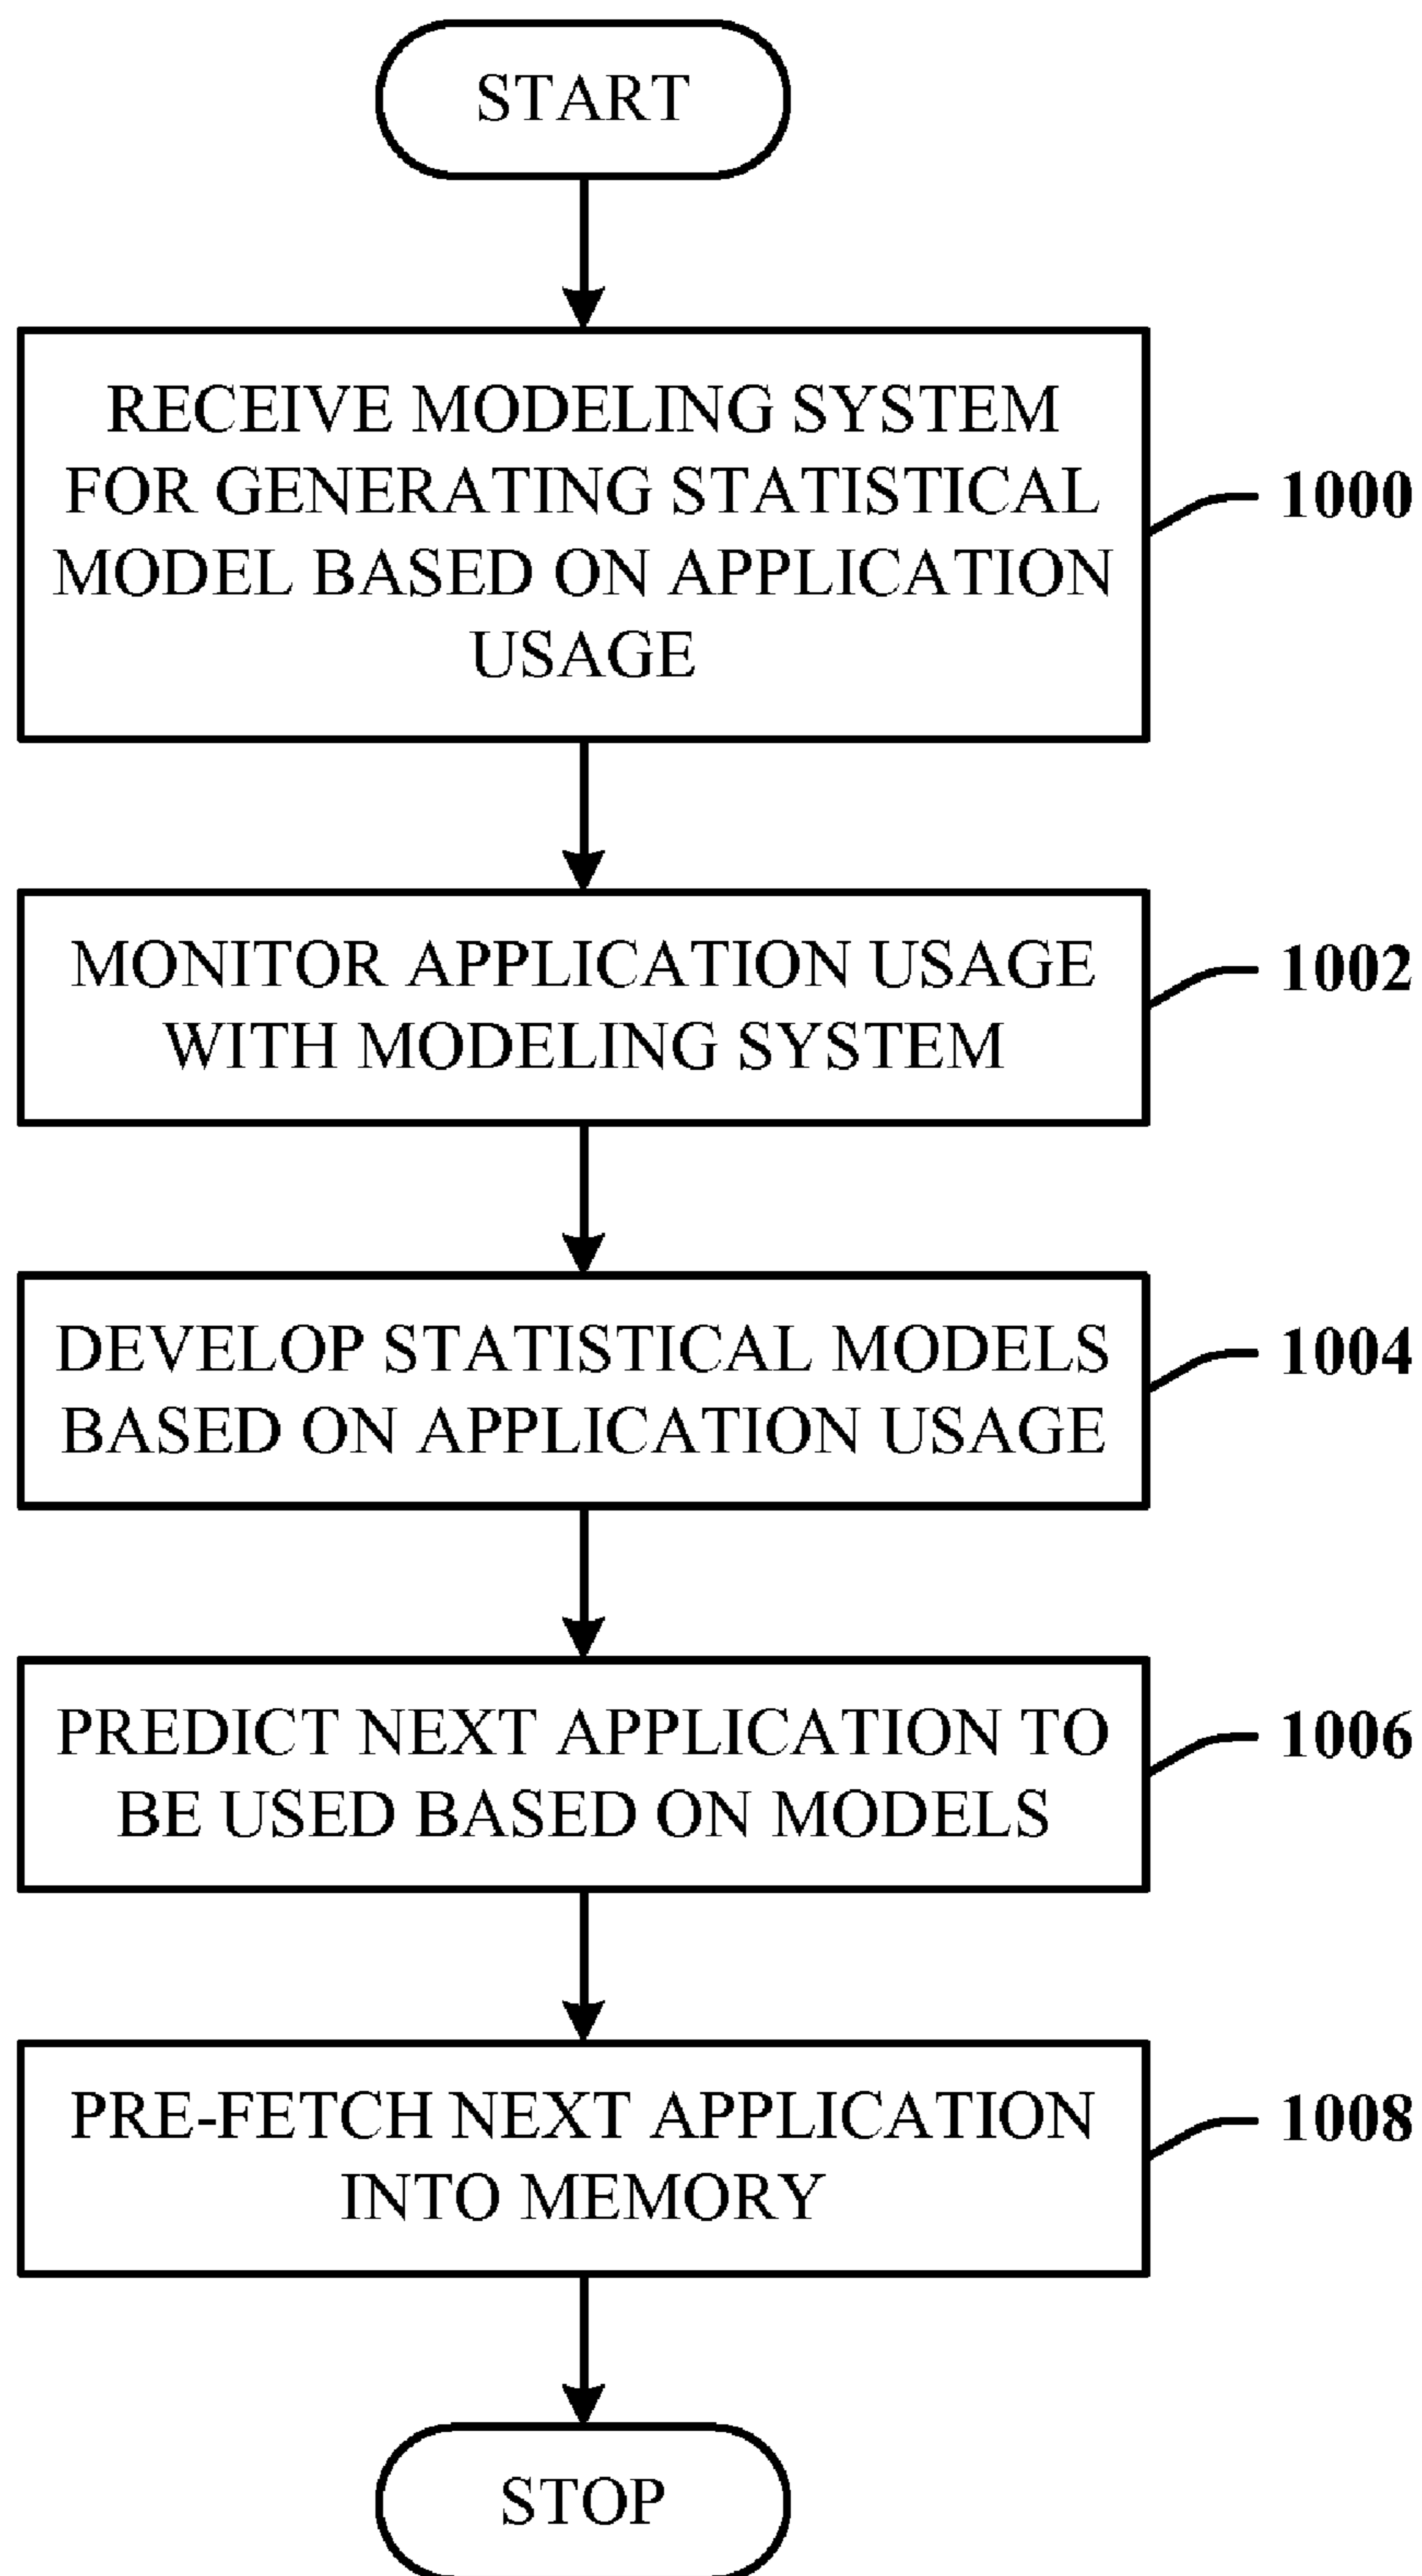 START
RECEIVE MODELING SYSTEM
FOR GENERATING STATISTICAL
MODEL BASED ON APPLICATION
USAGE
1000
MONITOR APPLICATION USAGE
WITH MODELING SYSTEM
1002
DEVELOP STATISTICAL MODELS
BASED ON APPLICATION USAGE
1004
PREDICT NEXT APPLICATION TO
BE USED BASED ON MODELS
1006
PRE-FETCH NEXT APPLICATION
INTO MEMORY
1008
STOP